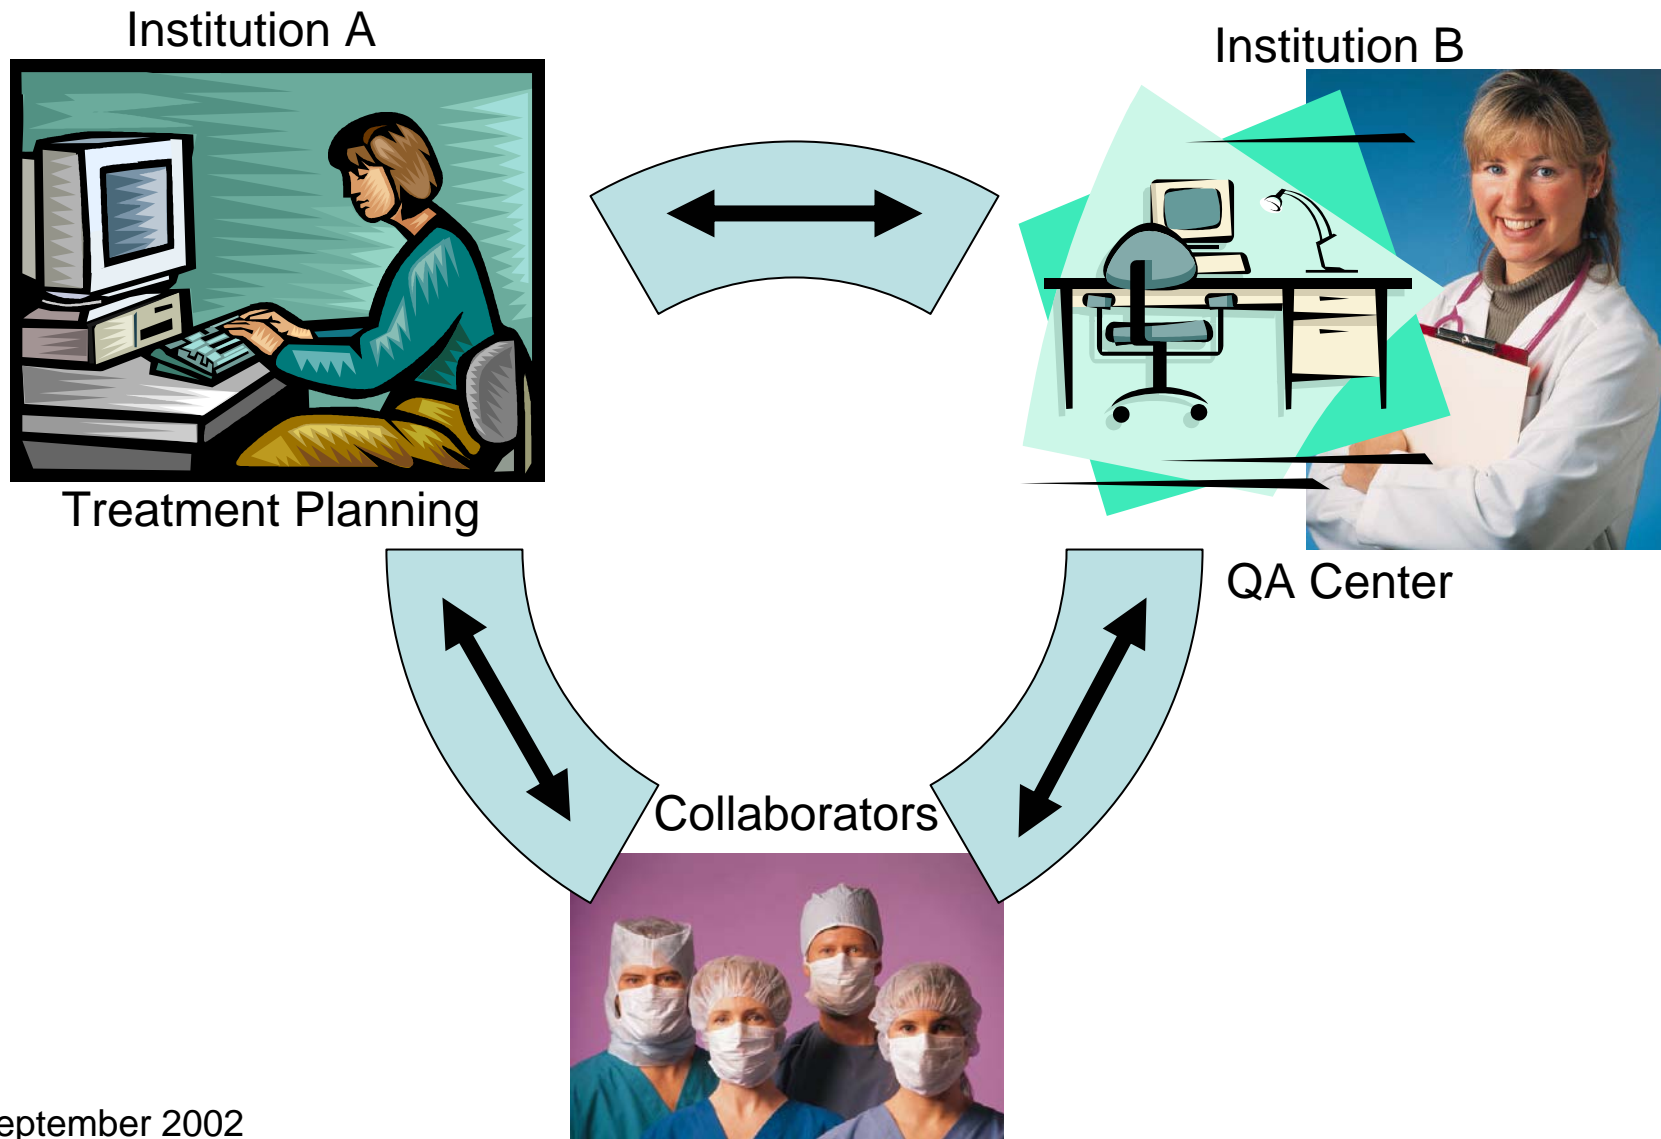 Institution A
Institution B
Treatment Planning
QA Center
Collaborators
eptember 2002